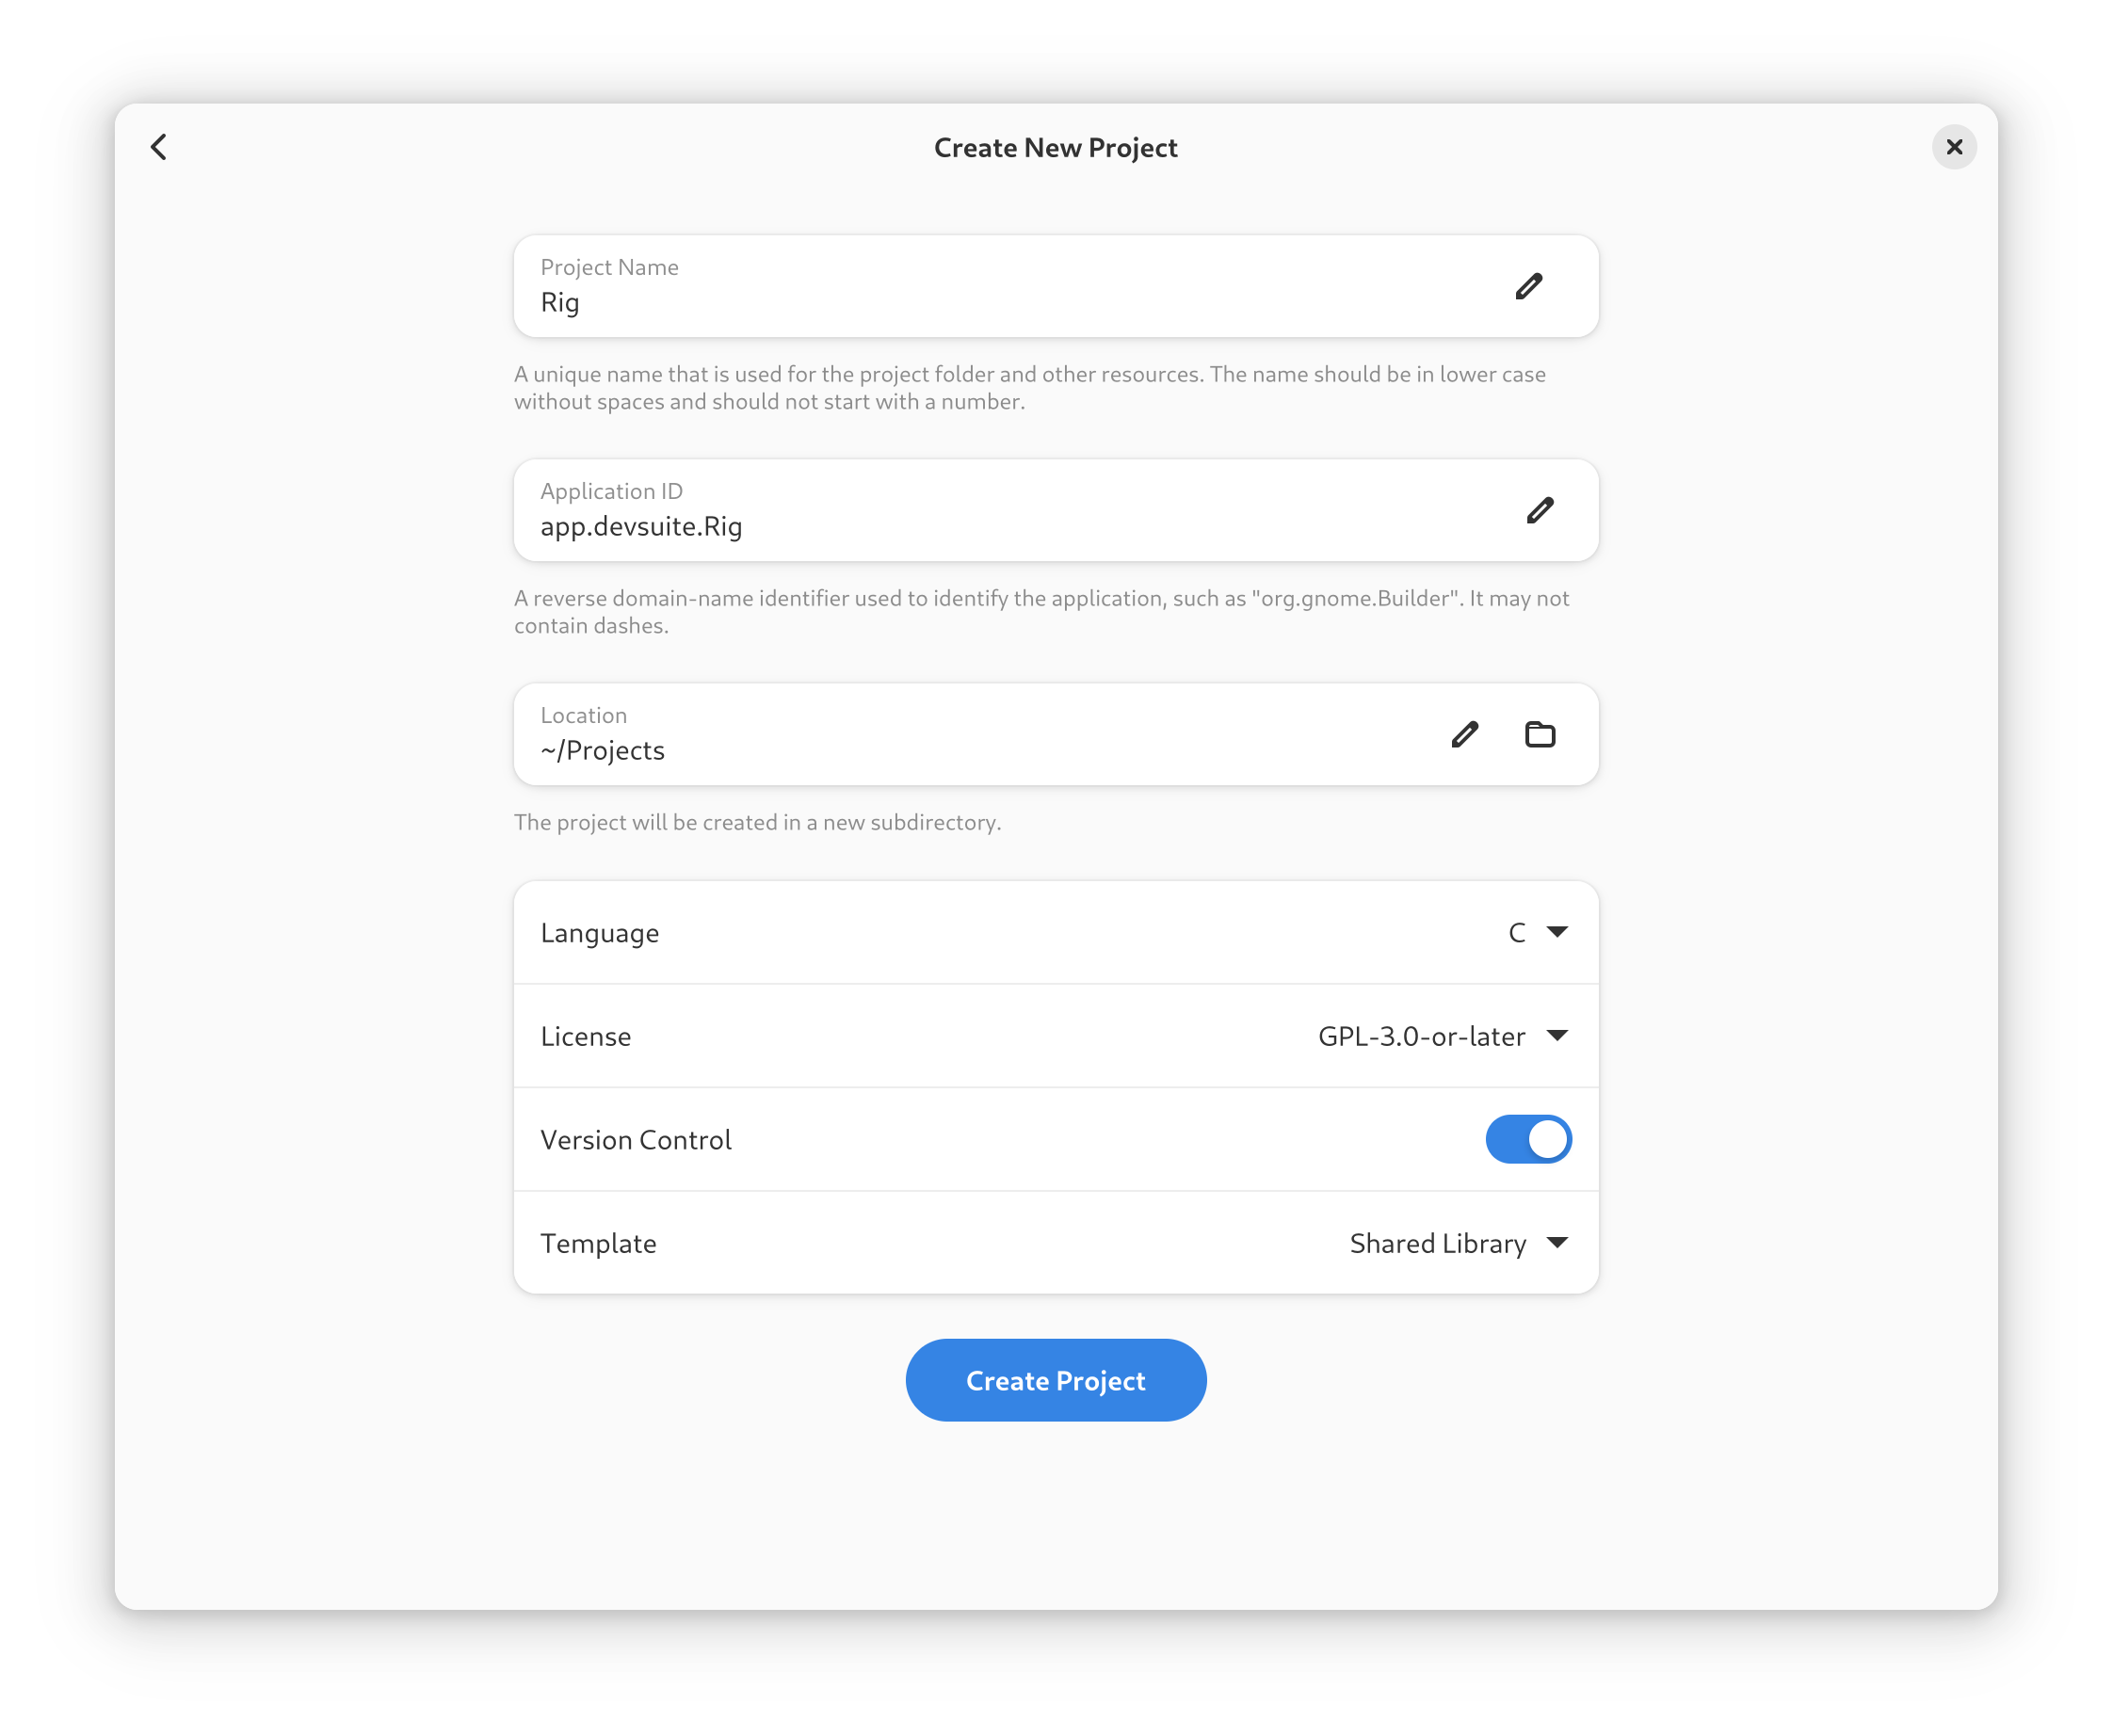 Create New Project
Project Name
Rig
A unique name that is used for the project folder and other resources. The name should be in lower case
without spaces and should not start with a number.
Application ID
app.devsuite.Rig
A reverse domain-name identifier used to identify the application, such as "org.gnome.Builder". It may not
contain dashes.
Location
~/Projects
The project will be created in a new subdirectory.
Language C
License GPL-3.0-or-later
Version Control
Template Shared Library
Create Project